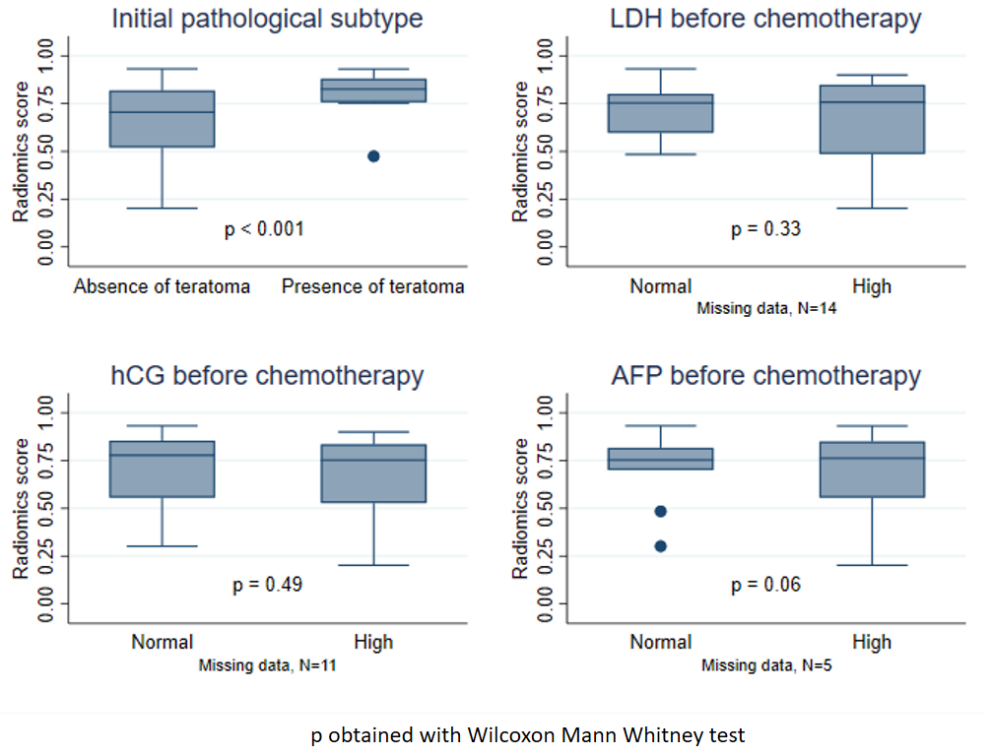 Initial pathological subtype
Radiomics score
0.00 0.25 0.50 0.75 1.00
p < 0.001
Absence of teratoma Presence of teratoma
LDH before chemotherapy
Radiomics score
0.00 0.25 0.50 0.75 1.00
p = 0.33
Normal High
Missing data, N=14
hCG before chemotherapy
Radiomics score
0.00 0.25 0.50 0.75 1.00
p = 0.49
Normal High
Missing data, N=11
AFP before chemotherapy
Radiomics score
0.00 0.25 0.50 0.75 1.00
p = 0.06
Normal High
Missing data, N=5
p obtained with Wilcoxon Mann Whitney test